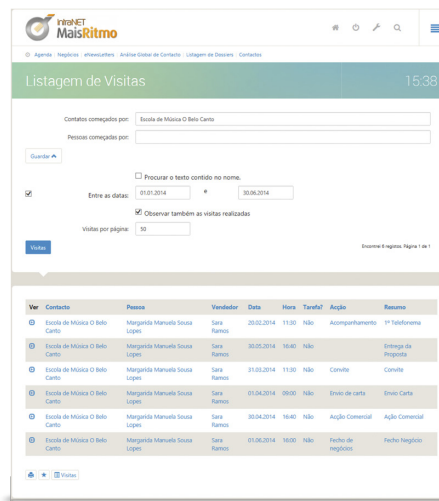 intraNET
MaisRitmo
Agenda Negócios eNewsLetters Análise Global de Contacto Listagem de Dossiers Contactos
Listagem de Visitas 15:38
Contatos começados por: Escola de Música O Belo Canto
Pessoas começadas por:
Guardar
Procurar o texto contido no nome.
Entre as datas: 01.01.2014 e 30.06.2014
Observar também as visitas realizadas
Visitas por página: 50
Visitas Encontrei 6 registos. Página 1 de 1
Ver Contacto Pessoa Vendedor Data Hora Tarefa? Acção Resumo
Escola de Música O Belo Margarida Manuela Sousa Sara 20.02.2014 11:30 Não Acompanhamento 1º Telefonema
Canto Lopes Ramos
Escola de Música O Belo Margarida Manuela Sousa Sara 30.05.2014 16:40 Não Entrega da
Canto Lopes Ramos Proposta
Escola de Música O Belo Margarida Manuela Sousa Sara 31.03.2014 11:30 Não Convite Convite
Canto Lopes Ramos
Escola de Música O Belo Margarida Manuela Sousa Sara 01.04.2014 09:00 Não Envio de carta Envio Carta
Canto Lopes Ramos
Escola de Música O Belo Margarida Manuela Sousa Sara 30.04.2014 16:40 Não Acção Comercial Ação Comercial
Canto Lopes Ramos
Escola de Música O Belo Margarida Manuela Sousa Sara 01.06.2014 16:00 Não Fecho de Fecho Negócio
Canto Lopes Ramos negócios
Visitas